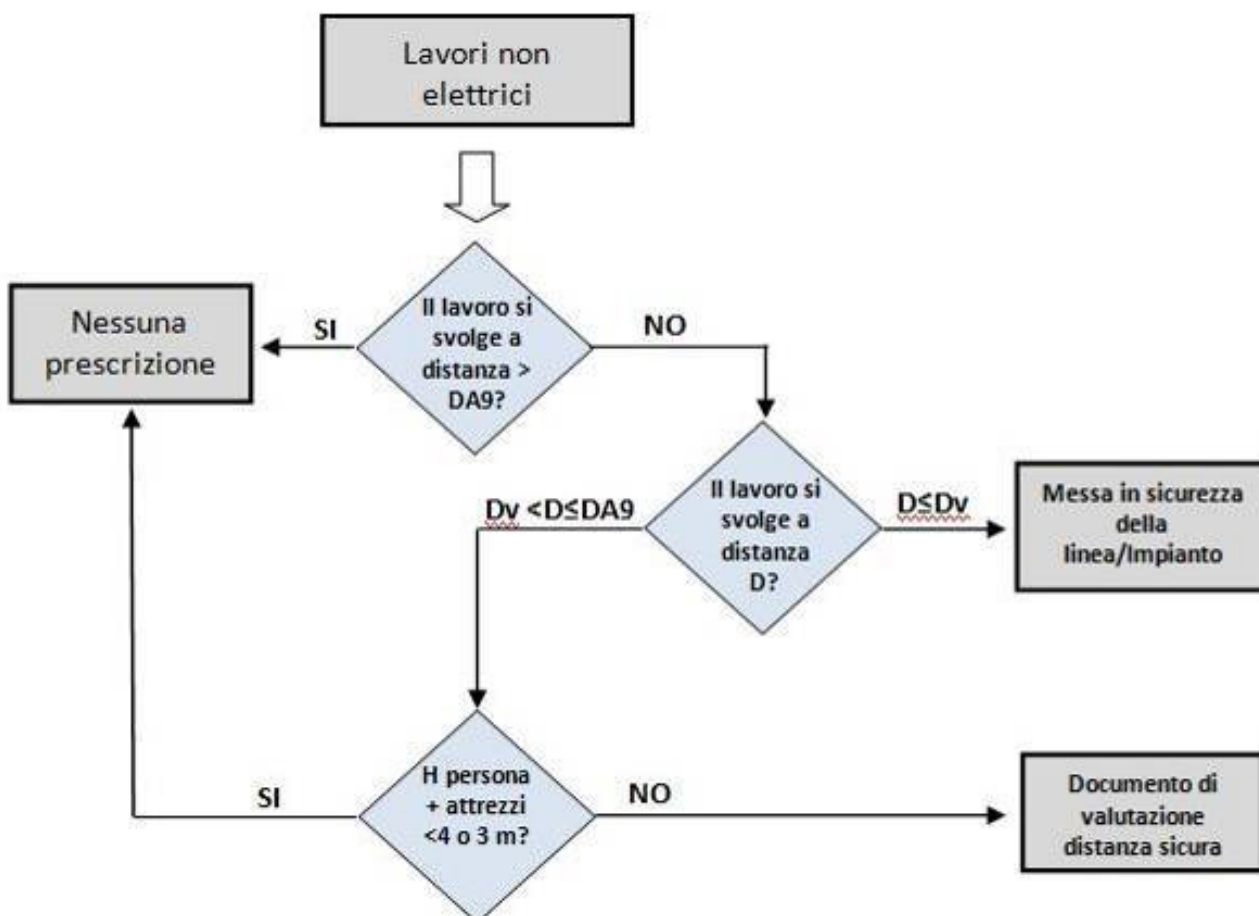 Lavori non
elettrici
Il lavoro si
svolge a
distanza >
DA9?
SI
NO
Nessuna
prescrizione
Il lavoro si
svolge a
distanza
D?
Dv <D≤DA9
D≤Dv
Messa in sicurezza
della
linea/Impianto
H persona
+ attrezzi
<4 o 3 m?
SI
NO
Documento di
valutazione
distanza sicura